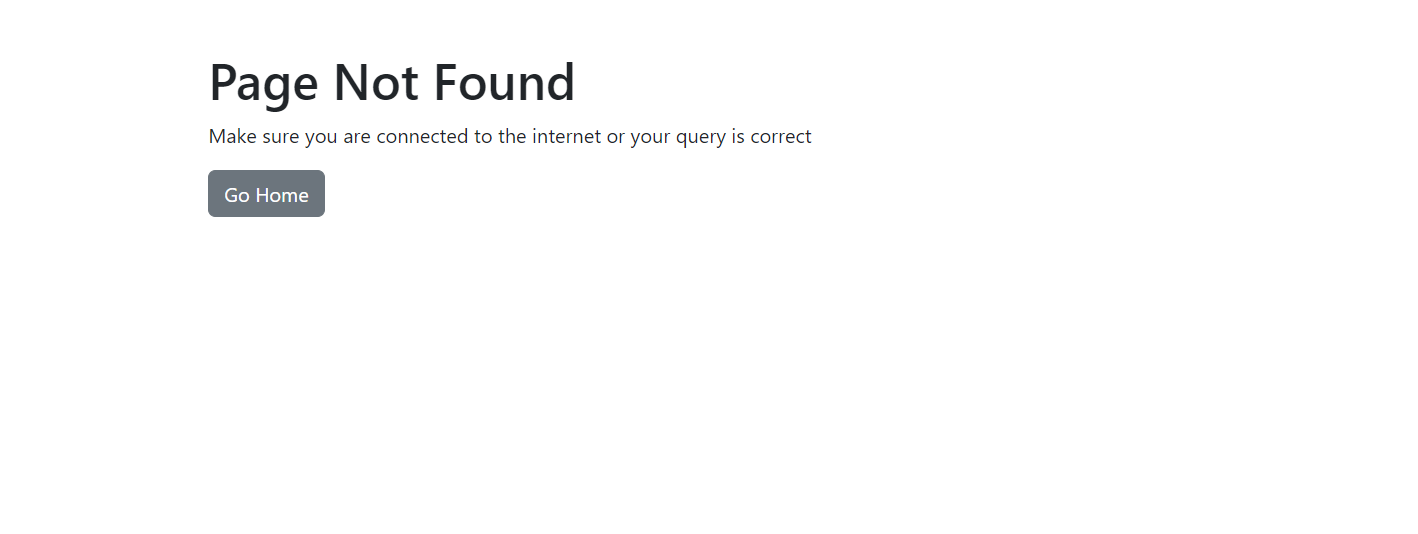 Page Not Found
Make sure you are connected to the internet or your query is correct
Go Home